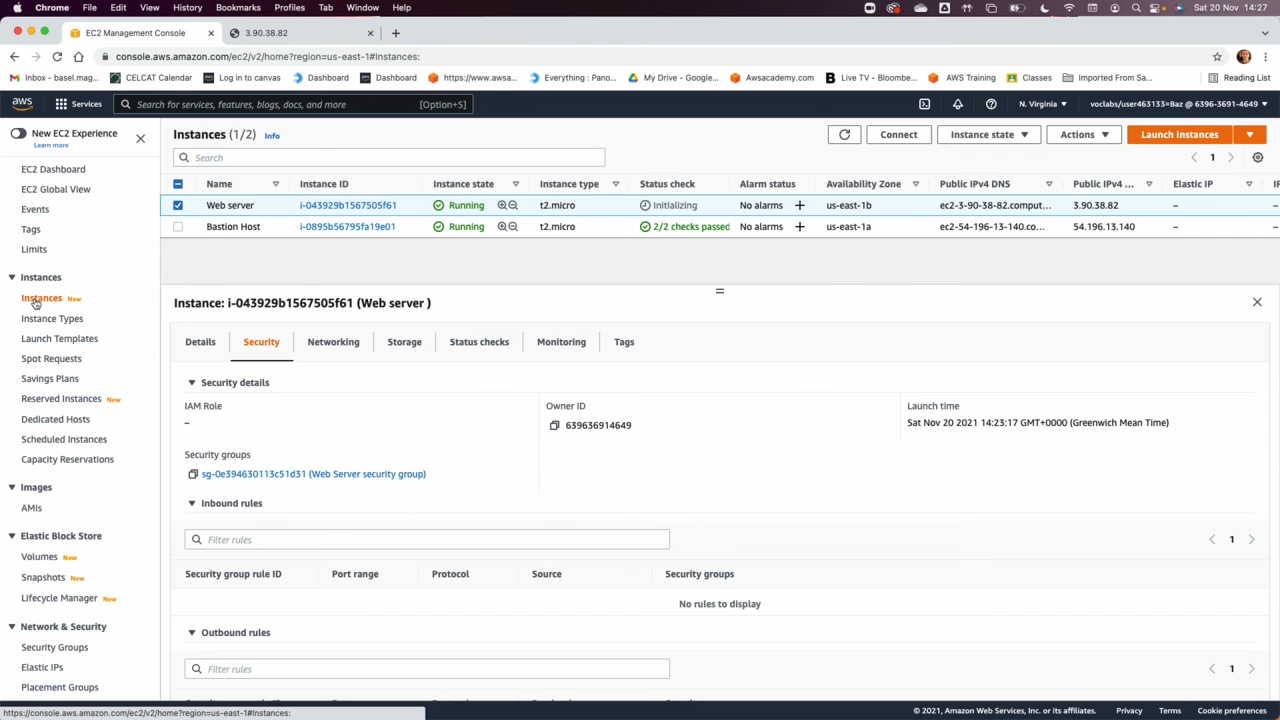 Chrome File Edit View History Bookmarks Profiles Tab Window Help Sat 20 Nov 14:27
EC2 Management Console 3.90.38.82
console.aws.amazon.com/ec2/v2/home?region=us-east-1#Instances:
Inbox - basel.mag... CELCAT Calendar Log in to canvas Dashboard Dashboard https://www.awsa... Everything : Pano... My Drive - Google... Awsacademy.com Live TV - Bloombe... AWS Training Classes Imported From Sa... Reading List
aws Services Search for services, features, blogs, docs, and more [Option+S] N. Virginia voclabs/user463133=Baz @ 6396-3691-4649
New EC2 Experience
Learn more
EC2 Dashboard
EC2 Global View
Events
Tags
Limits
Instances
Instances New
Instance Types
Launch Templates
Spot Requests
Savings Plans
Reserved Instances New
Dedicated Hosts
Scheduled Instances
Capacity Reservations
Images
AMIs
Elastic Block Store
Volumes New
Snapshots New
Lifecycle Manager New
Network & Security
Security Groups
Elastic IPs
Placement Groups
Instances (1/2) Info Connect Instance state Actions Launch instances
Search 1
Name Instance ID Instance state Instance type Status check Alarm status Availability Zone Public IPv4 DNS Public IPv4 ... Elastic IP
Web server i-043929b1567505f61 Running t2.micro Initializing No alarms us-east-1b ec2-3-90-38-82.comput... 3.90.38.82 –
Bastion Host i-0895b56795fa19e01 Running t2.micro 2/2 checks passed No alarms us-east-1a ec2-54-196-13-140.co... 54.196.13.140 –
Instance: i-043929b1567505f61 (Web server )
Details Security Networking Storage Status checks Monitoring Tags
Security details
IAM Role Owner ID Launch time
– 639636914649 Sat Nov 20 2021 14:23:17 GMT+0000 (Greenwich Mean Time)
Security groups
sg-0e394630113c51d31 (Web Server security group)
Inbound rules
Filter rules 1
Security group rule ID Port range Protocol Source Security groups
No rules to display
Outbound rules
Filter rules 1
https://console.aws.amazon.com/ec2/v2/home?region=us-east-1#Instances: © 2021, Amazon Web Services, Inc. or its affiliates. Privacy Terms Cookie preferences